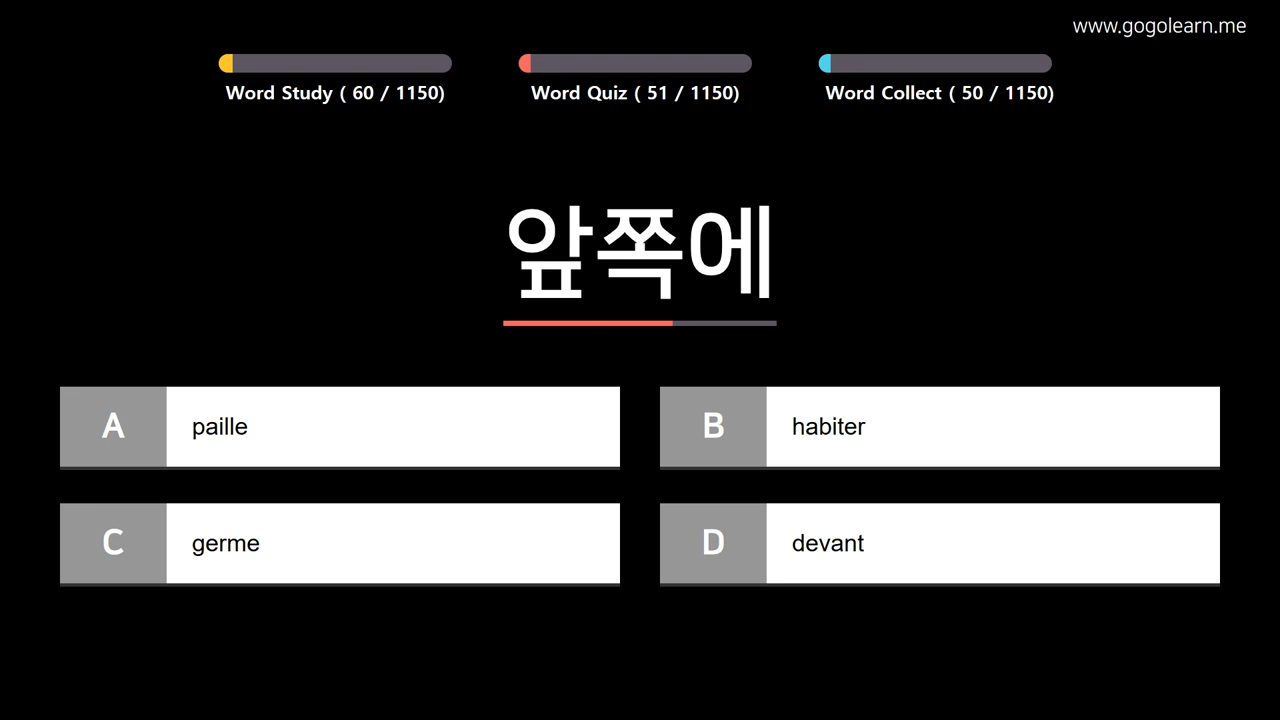 www.gogolearn.me
Word Study ( 60 / 1150)
Word Quiz ( 51 / 1150)
Word Collect ( 50 / 1150)
앞쪽에
A paille
B habiter
C germe
D devant